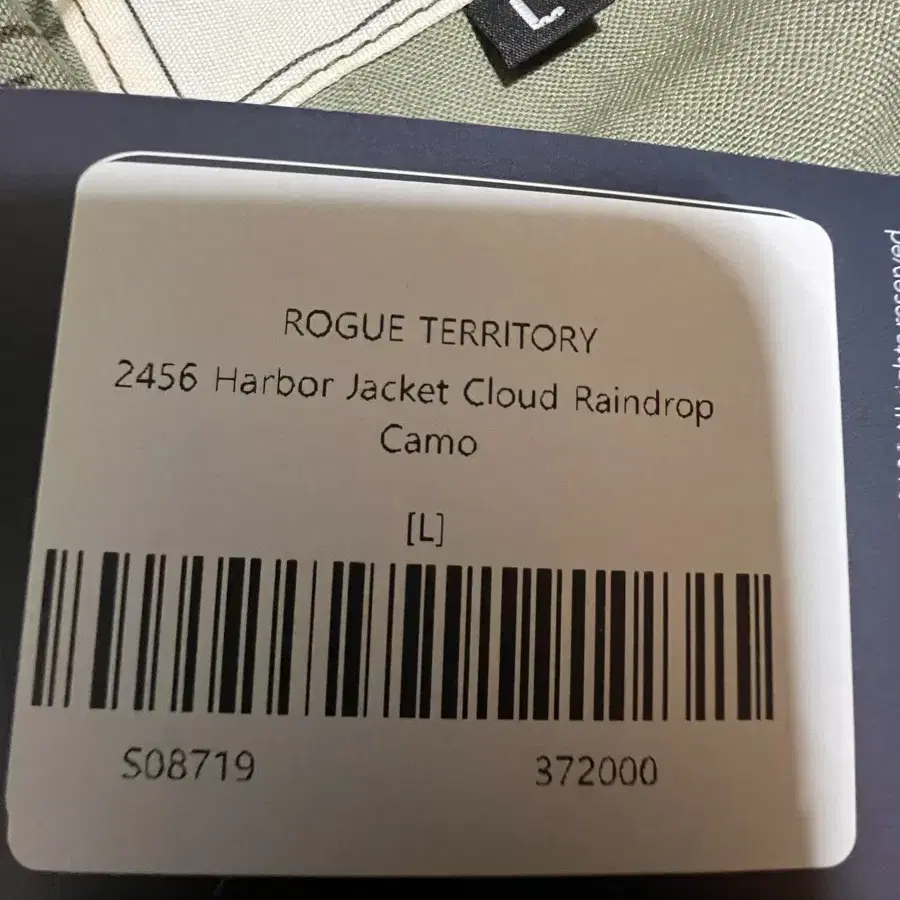 L
ROGUE TERRITORY
2456 Harbor Jacket Cloud Raindrop
Camo
[L]
S08719 372000